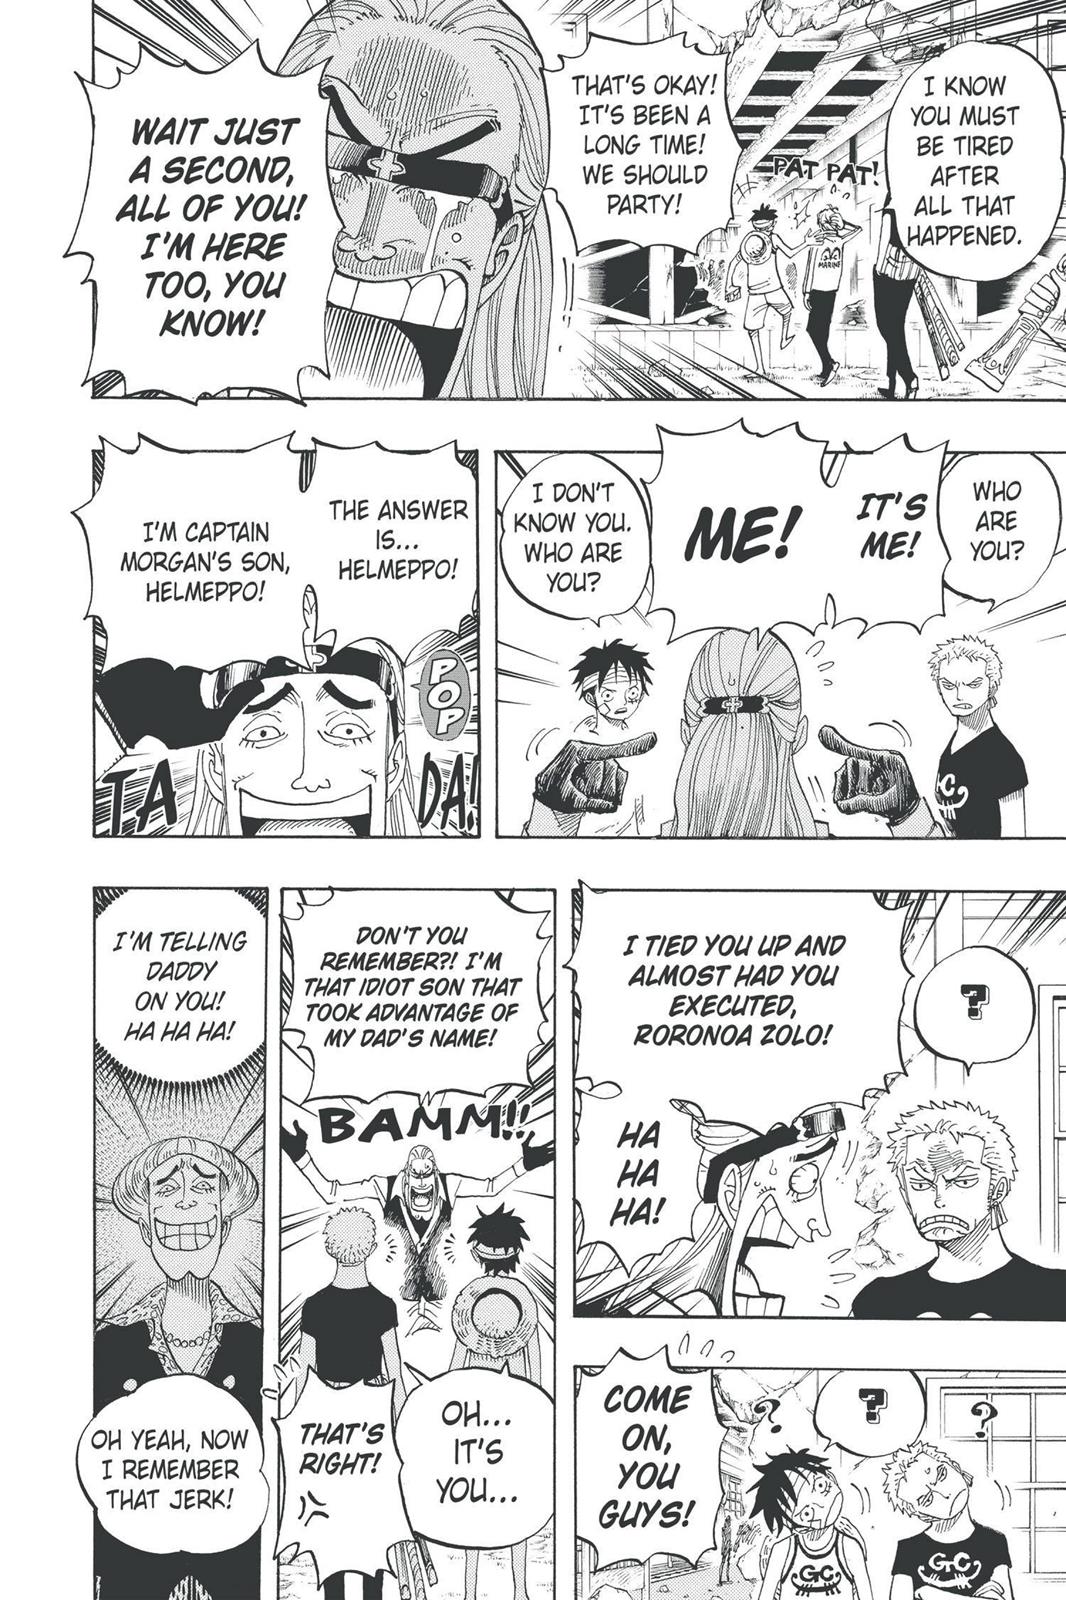 I KNOW
YOU MUST
BE TIRED
AFTER
ALL THAT
HAPPENED.
PAT PAT!
MARINE
THAT'S OKAY!
IT'S BEEN A
LONG TIME!
WE SHOULD
PARTY!
WAIT JUST
A SECOND,
ALL OF YOU!
I'M HERE
TOO, YOU
KNOW!
WHO
ARE
YOU?
IT'S
ME!
ME!
I DON'T
KNOW YOU.
WHO ARE
YOU?
GC
THE ANSWER
IS...
HELMEPPO!
I'M CAPTAIN
MORGAN'S SON,
HELMEPPO!
POP
TA
DA!
I TIED YOU UP AND
ALMOST HAD YOU
EXECUTED,
RORONOA ZOLO!
?
HA
HA
HA!
?
?
?
COME
ON,
YOU
GUYS!
GC
GC
DON'T YOU
REMEMBER?! I'M
THAT IDIOT SON THAT
TOOK ADVANTAGE OF
MY DAD'S NAME!
BAMM!!
OH...
IT'S
YOU...
THAT'S
RIGHT!
I'M TELLING
DADDY
ON YOU!
HA HA HA!
OH YEAH, NOW
I REMEMBER
THAT JERK!